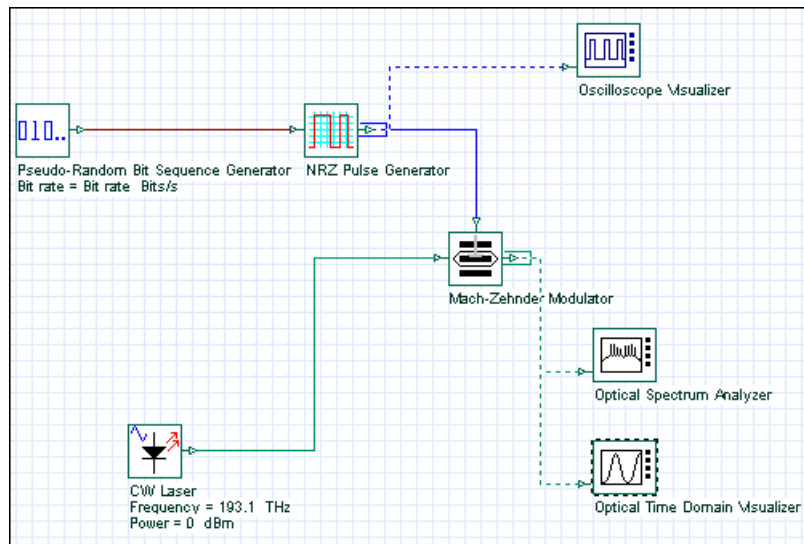 Oscilloscope Visualizer
010..
Pseudo-Random Bit Sequence Generator
Bit rate = Bit rate Bits/s
NRZ Pulse Generator
Mach-Zehnder Modulator
Optical Spectrum Analyzer
CW Laser
Frequency = 193.1 THz
Power = 0 dBm
Optical Time Domain Visualizer